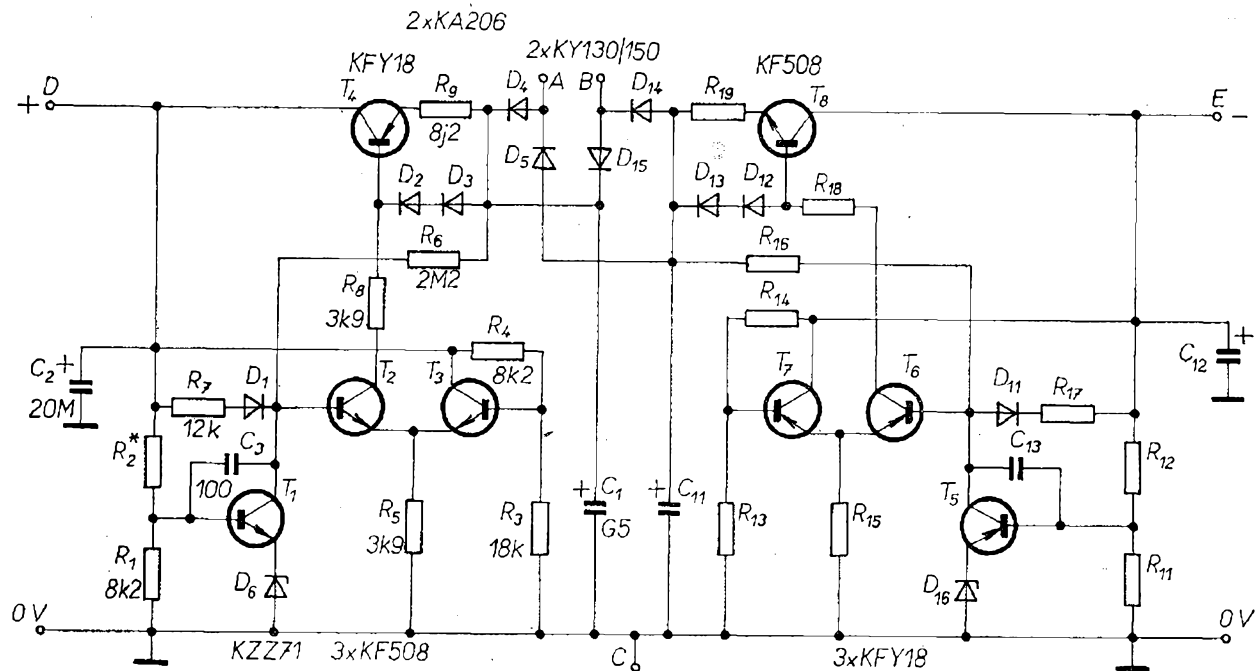 2xKA206
2xKY130/150
KFY18
KF508
+ D
T4
R9
8j2
D4
A
B
D14
R19
T8
E
-
D5
D15
D2
D3
D13
D12
R18
R6
2M2
R16
R8
3k9
R14
R4
8k2
C2 +
20M
R7
12k
D1
T2
T3
T7
T6
D11
R17
C12
+
R2*
C3
100
T1
C13
R12
T5
R5
3k9
R3
18k
+ C1
G5
+ C11
R13
R15
R1
8k2
D6
D16
R11
0V
0V
KZZ71
3xKF508
C
3xKFY18